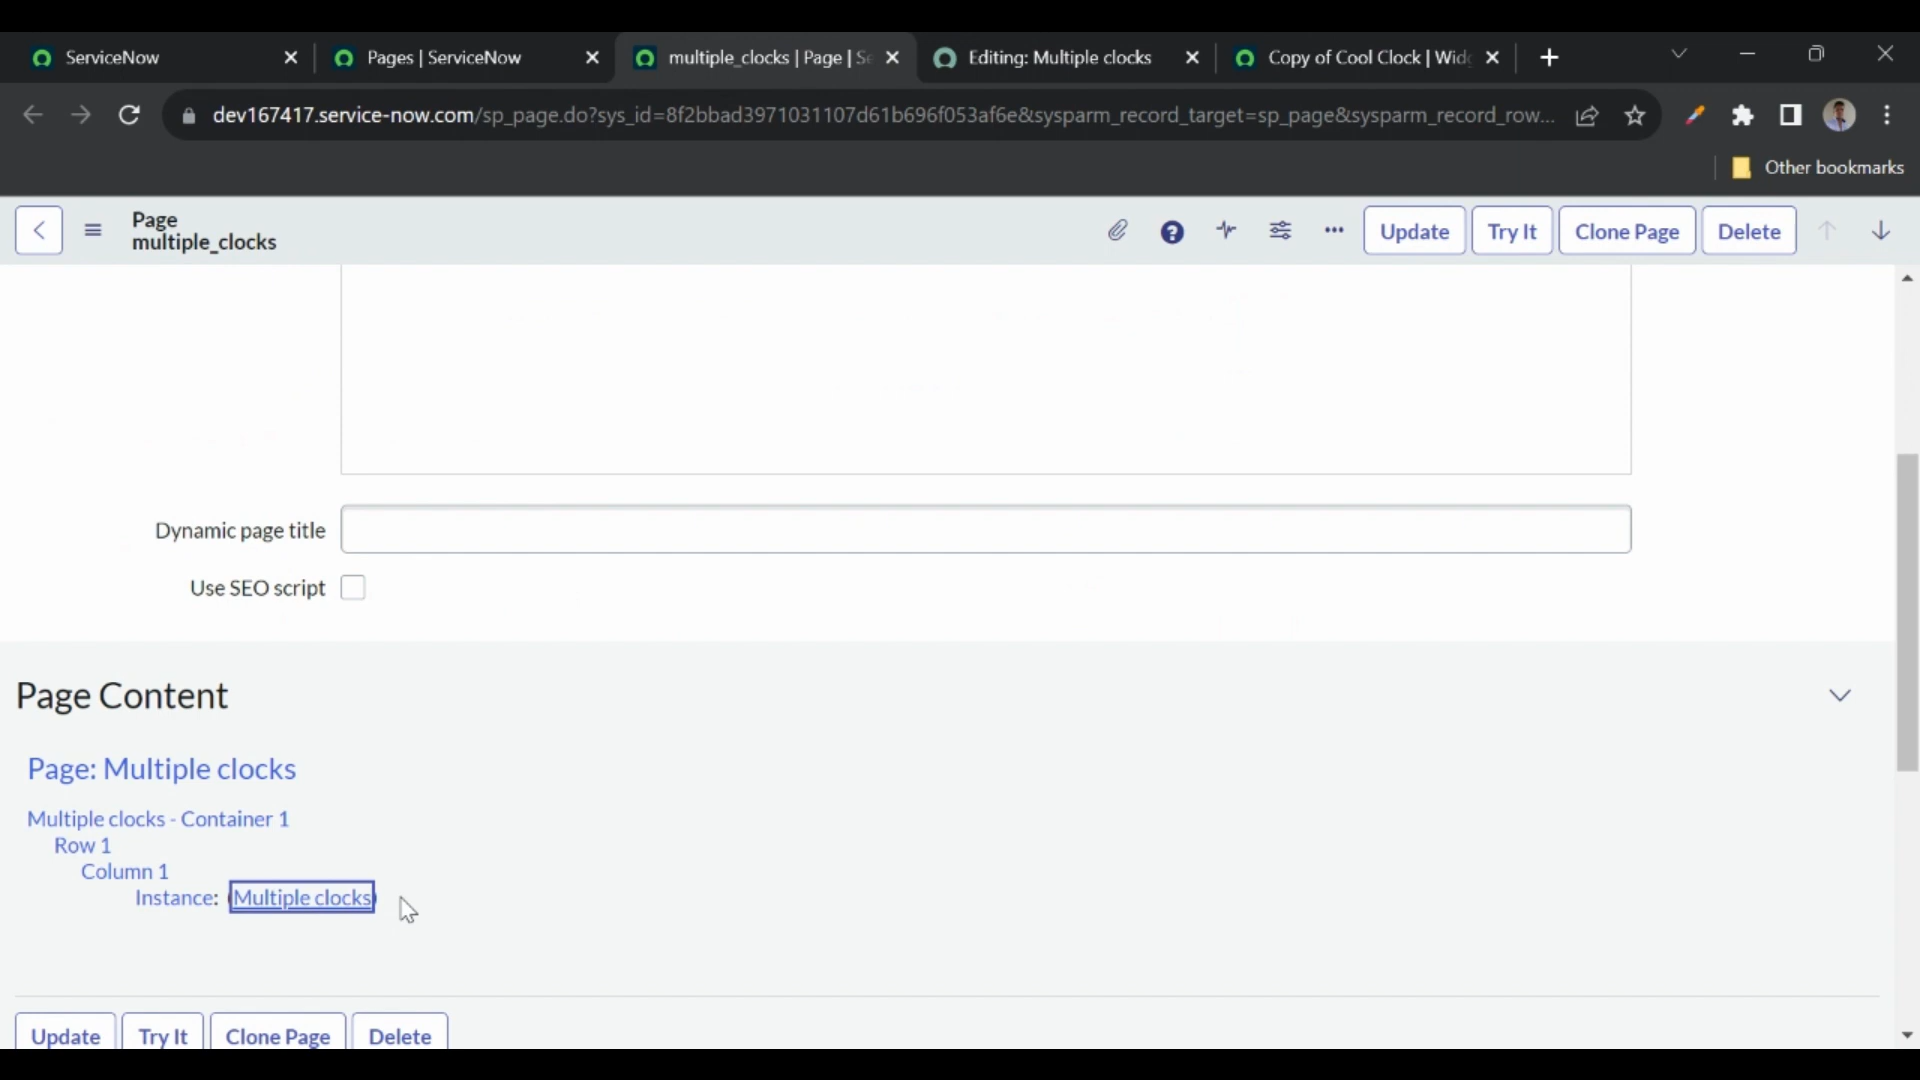 ServiceNow
Pages | ServiceNow
multiple_clocks | Page | Se
Editing: Multiple clocks
Copy of Cool Clock | Widg
dev167417.service-now.com/sp_page.do?sys_id=8f2bbad3971031107d61b696f053af6e&sysparm_record_target=sp_page&sysparm_record_row...
Other bookmarks
Page
multiple_clocks
Update
Try It
Clone Page
Delete
Dynamic page title
Use SEO script
Page Content
Page: Multiple clocks
Multiple clocks - Container 1
Row 1
Column 1
Instance: (Multiple clocks)
Update
Try It
Clone Page
Delete